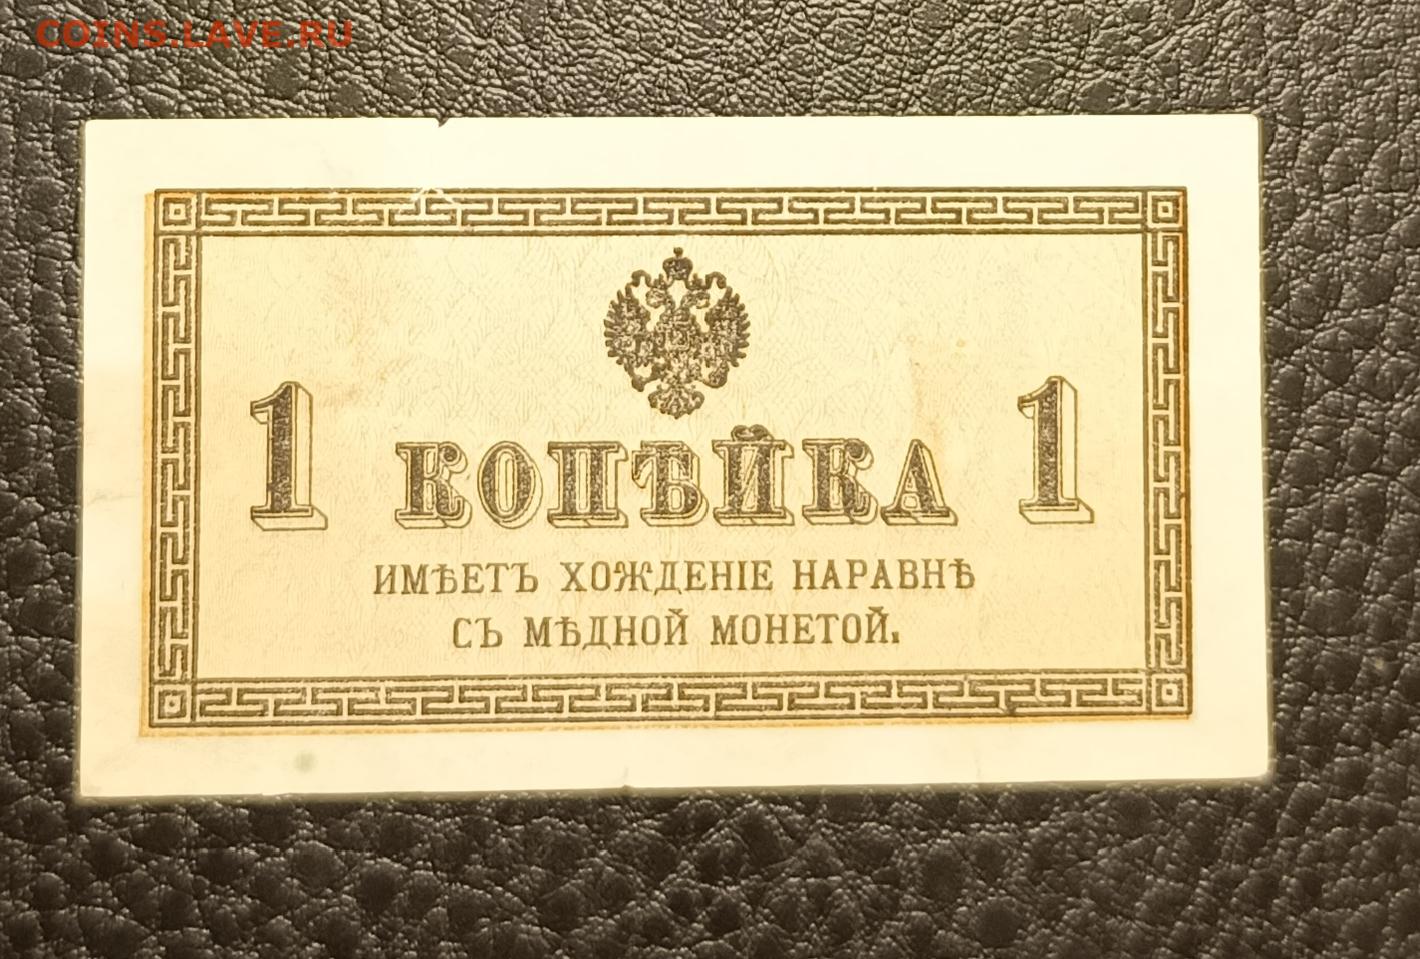 COINS.LAVE.RU
1 КОПѢЙКА 1
ИМѢЕТЪ ХОЖДЕНІЕ НАРАВНѢ
СЪ МѢДНОЙ МОНЕТОЙ.